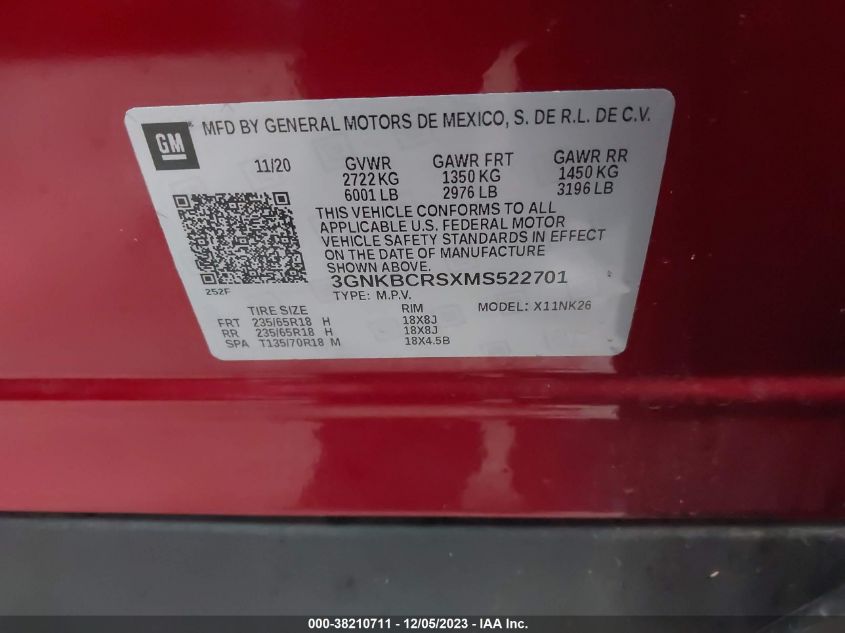 GM
MFD BY GENERAL MOTORS DE MEXICO, S. DE R.L. DE C.V.
11/20 GVWR GAWR FRT GAWR RR
2722 KG 1350 KG 1450 KG
6001 LB 2976 LB 3196 LB
THIS VEHICLE CONFORMS TO ALL
APPLICABLE U.S. FEDERAL MOTOR
VEHICLE SAFETY STANDARDS IN EFFECT
ON THE DATE OF MANUFACTURE
SHOWN ABOVE.
252F 3GNKBCRSXMS522701
TYPE: M.P.V. MODEL: X11NK26
TIRE SIZE RIM
FRT 235/65R18 H 18X8J
RR 235/65R18 H 18X8J
SPA T135/70R18 M 18X4.5B
000-38210711 - 12/05/2023 - IAA Inc.